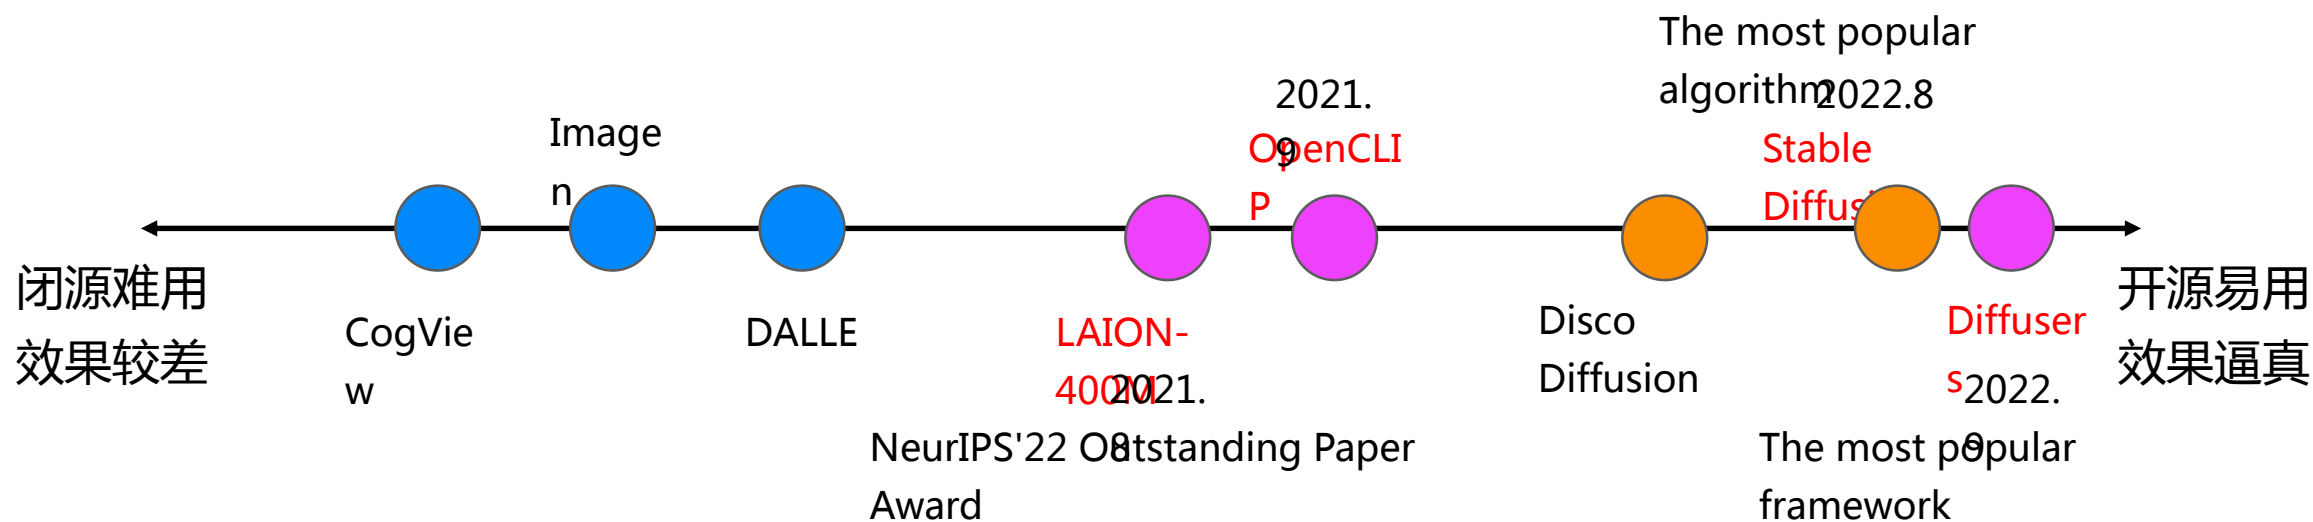 The most popular
algorithm
2022.8
Stable
Diffusi
2021.
9
OpenCLI
P
Image
n
闭源难用
效果较差
CogVie
w
DALLE
LAION-
400M
2021.
8
NeurIPS'22 Outstanding Paper
Award
Disco
Diffusion
Diffuser
s
2022.
9
The most popular
framework
开源易用
效果逼真